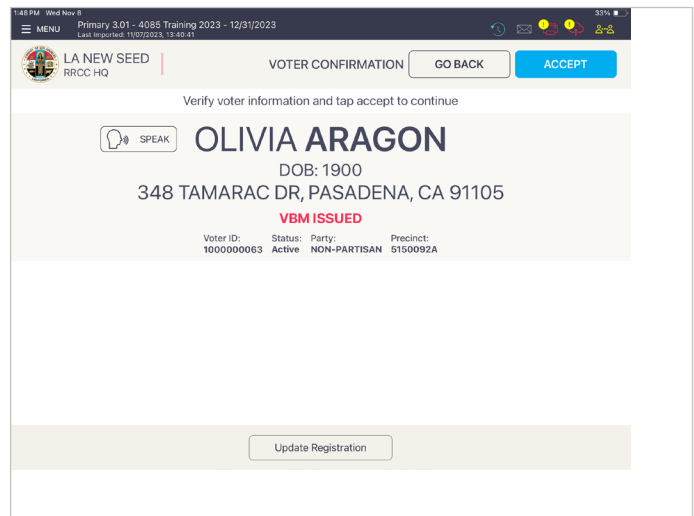 1:46 PM Wed Nov 8
33%
MENU
Primary 3.01 - 4085 Training 2023 - 12/31/2023
Last Imported: 11/07/2023, 13:40:41
LA NEW SEED
RRCC HQ
VOTER CONFIRMATION
GO BACK
ACCEPT
Verify voter information and tap accept to continue
SPEAK
OLIVIA ARAGON
DOB: 1900
348 TAMARAC DR, PASADENA, CA 91105
VBM ISSUED
Voter ID: Status: Party: Precinct:
1000000063 Active NON-PARTISAN 5150092A
Update Registration